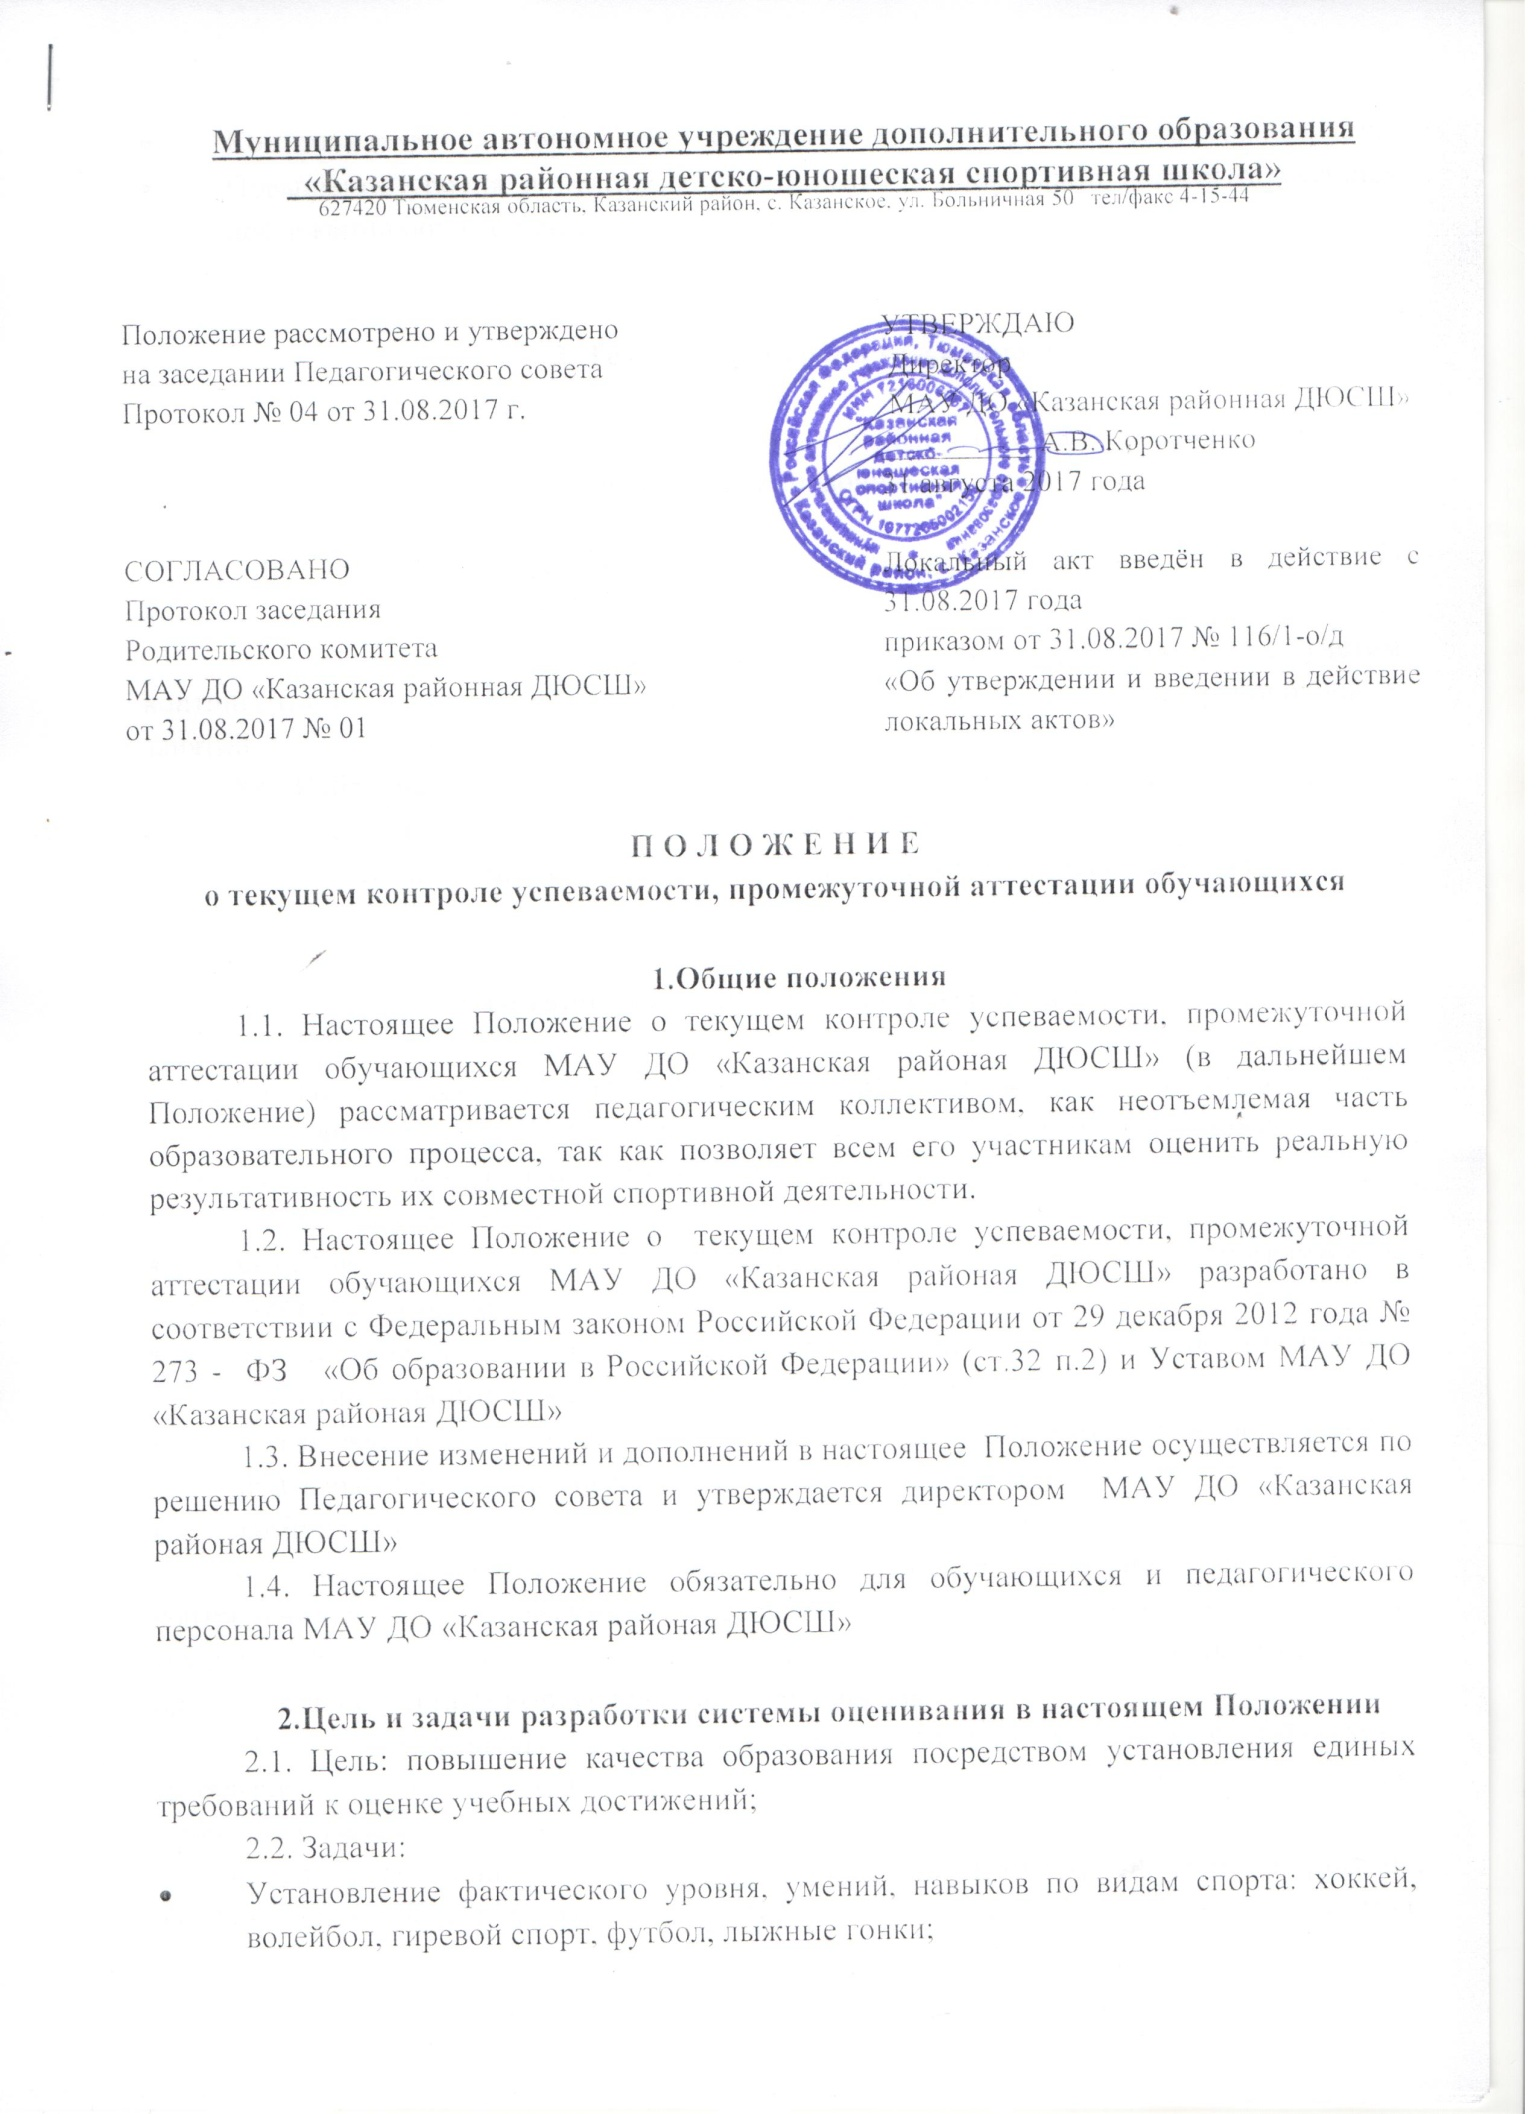 Муниципальное автономное учреждение дополнительного образования
«Казанская районная детско-юношеская спортивная школа»
627420 Тюменская область, Казанский район, с. Казанское, ул. Больничная 50 тел/факс 4-15-44
Положение рассмотрено и утверждено
на заседании Педагогического совета
Протокол № 04 от 31.08.2017 г.
УТВЕРЖДАЮ
Директор
МАУ ДО «Казанская районная ДЮСШ»
А.В. Коротченко
31 августа 2017 года
"Казанская
районная
детско-
юношеская
спортивная
школа"
СОГЛАСОВАНО
Протокол заседания
Родительского комитета
МАУ ДО «Казанская районная ДЮСШ»
от 31.08.2017 № 01
Локальный акт введён в действие с
31.08.2017 года
приказом от 31.08.2017 № 116/1-о/д
«Об утверждении и введении в действие
локальных актов»
П О Л О Ж Е Н И Е
о текущем контроле успеваемости, промежуточной аттестации обучающихся
1.Общие положения
1.1. Настоящее Положение о текущем контроле успеваемости, промежуточной
аттестации обучающихся МАУ ДО «Казанская районая ДЮСШ» (в дальнейшем
Положение) рассматривается педагогическим коллективом, как неотъемлемая часть
образовательного процесса, так как позволяет всем его участникам оценить реальную
результативность их совместной спортивной деятельности.
1.2. Настоящее Положение о текущем контроле успеваемости, промежуточной
аттестации обучающихся МАУ ДО «Казанская районая ДЮСШ» разработано в
соответствии с Федеральным законом Российской Федерации от 29 декабря 2012 года №
273 - ФЗ «Об образовании в Российской Федерации» (ст.32 п.2) и Уставом МАУ ДО
«Казанская районая ДЮСШ»
1.3. Внесение изменений и дополнений в настоящее Положение осуществляется по
решению Педагогического совета и утверждается директором МАУ ДО «Казанская
районая ДЮСШ»
1.4. Настоящее Положение обязательно для обучающихся и педагогического
персонала МАУ ДО «Казанская районая ДЮСШ»
2.Цель и задачи разработки системы оценивания в настоящем Положении
2.1. Цель: повышение качества образования посредством установления единых
требований к оценке учебных достижений;
2.2. Задачи:
• Установление фактического уровня, умений, навыков по видам спорта: хоккей,
волейбол, гиревой спорт, футбол, лыжные гонки;